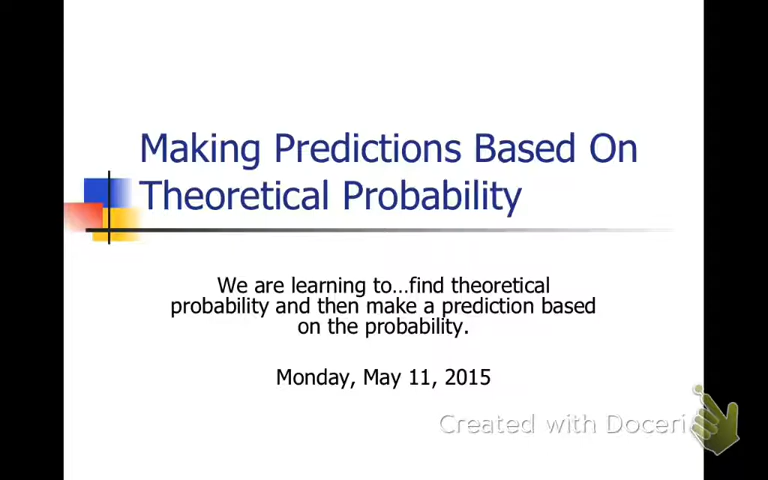 Making Predictions Based On
Theoretical Probability
We are learning to…find theoretical
probability and then make a prediction based
on the probability.
Monday, May 11, 2015
Created with Doceri